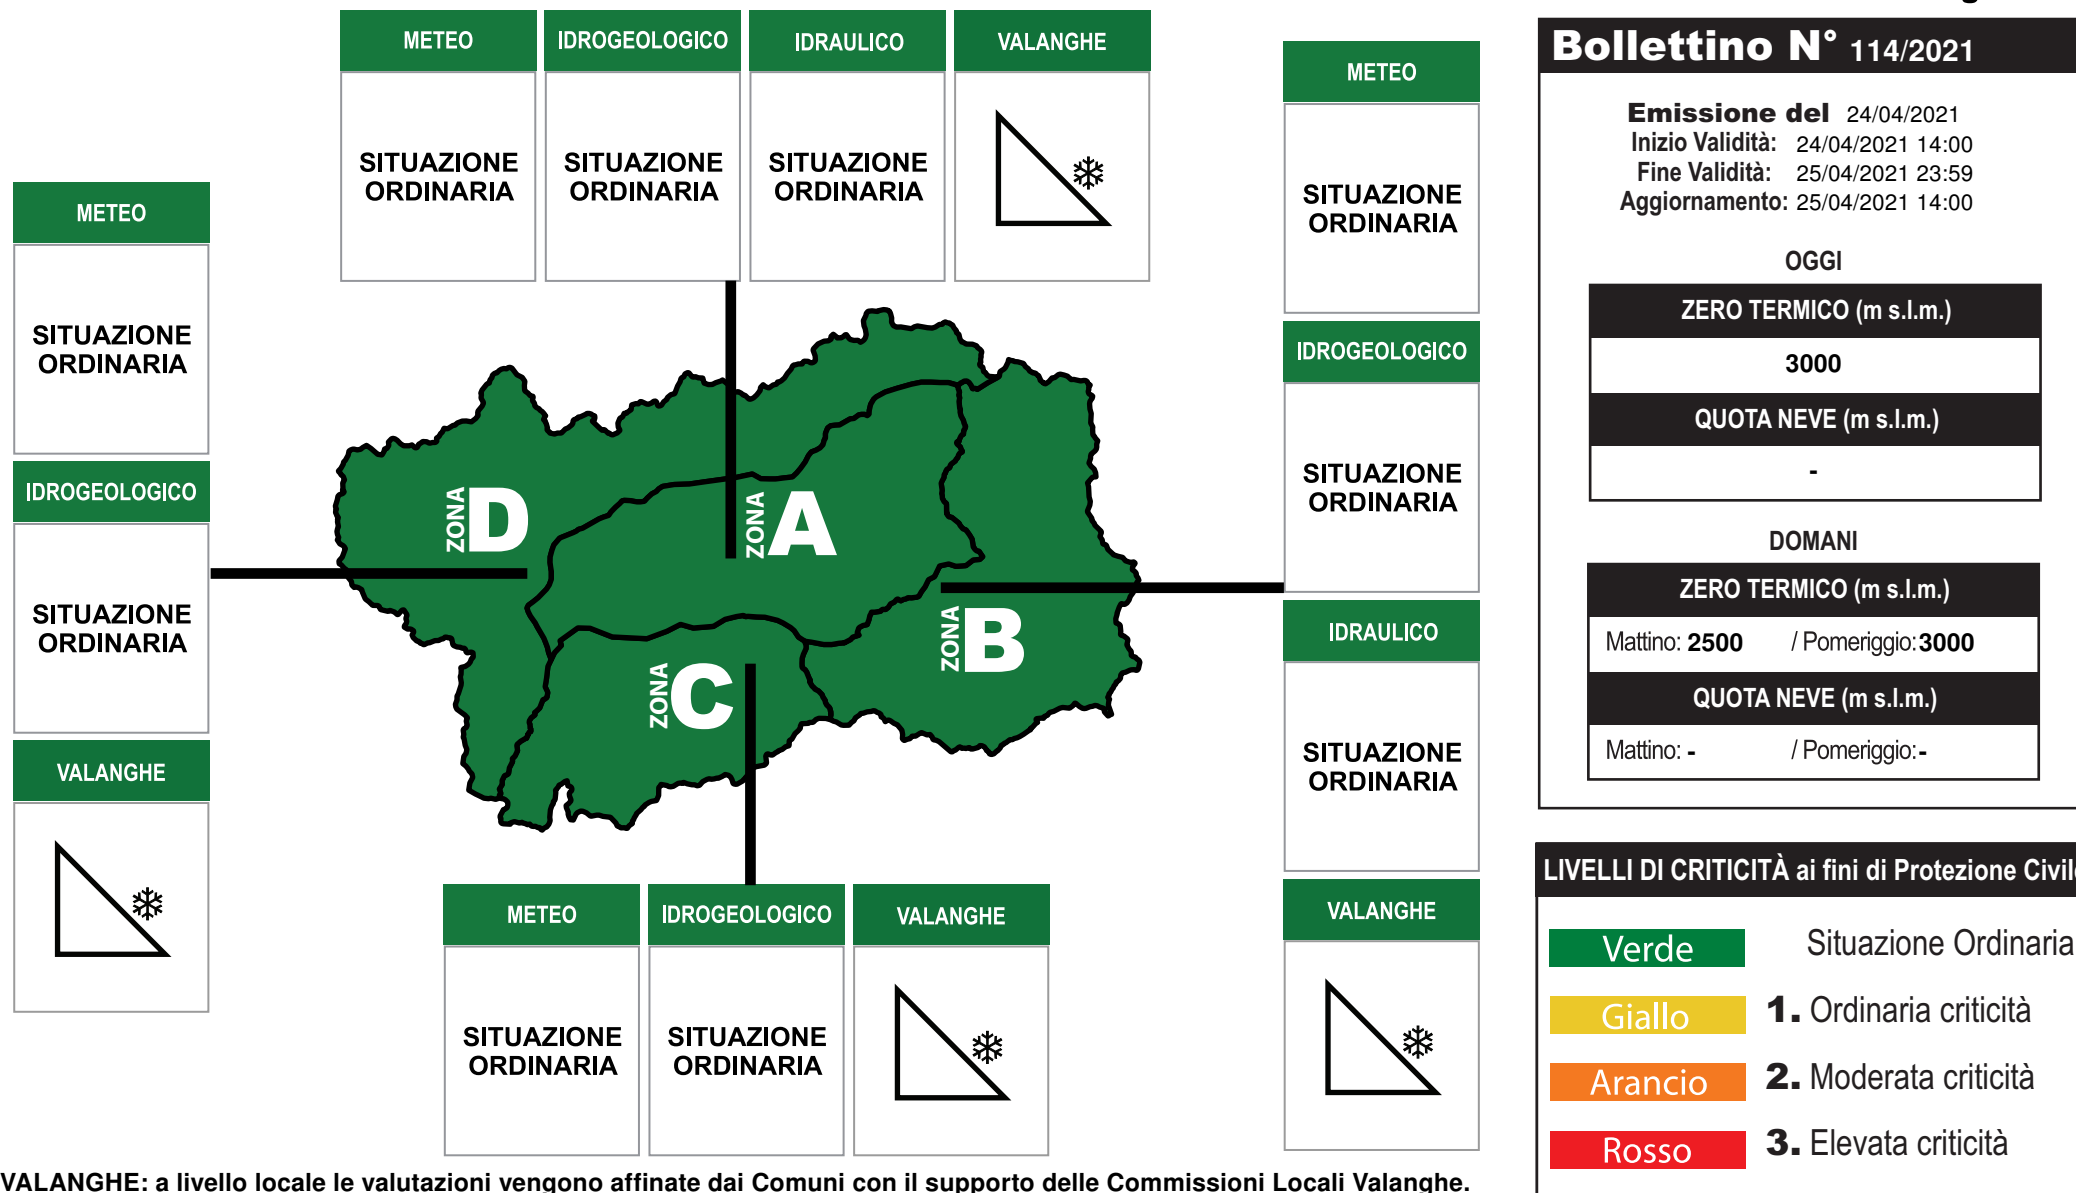 METEO
IDROGEOLOGICO
IDRAULICO
VALANGHE
SITUAZIONE
ORDINARIA
SITUAZIONE
ORDINARIA
SITUAZIONE
ORDINARIA
METEO
SITUAZIONE
ORDINARIA
IDROGEOLOGICO
SITUAZIONE
ORDINARIA
VALANGHE
METEO
SITUAZIONE
ORDINARIA
IDROGEOLOGICO
SITUAZIONE
ORDINARIA
IDRAULICO
SITUAZIONE
ORDINARIA
VALANGHE
ZONA D
ZONA A
ZONA B
ZONA C
METEO
IDROGEOLOGICO
VALANGHE
SITUAZIONE
ORDINARIA
SITUAZIONE
ORDINARIA
VALANGHE: a livello locale le valutazioni vengono affinate dai Comuni con il supporto delle Commissioni Locali Valanghe.
Bollettino N° 114/2021
Emissione del 24/04/2021
Inizio Validità: 24/04/2021 14:00
Fine Validità: 25/04/2021 23:59
Aggiornamento: 25/04/2021 14:00
OGGI
ZERO TERMICO (m s.l.m.)
3000
QUOTA NEVE (m s.l.m.)
-
DOMANI
ZERO TERMICO (m s.l.m.)
Mattino: 2500 / Pomeriggio: 3000
QUOTA NEVE (m s.l.m.)
Mattino: - / Pomeriggio: -
LIVELLI DI CRITICITÀ ai fini di Protezione Civile
Verde Situazione Ordinaria
Giallo 1. Ordinaria criticità
Arancio 2. Moderata criticità
Rosso 3. Elevata criticità